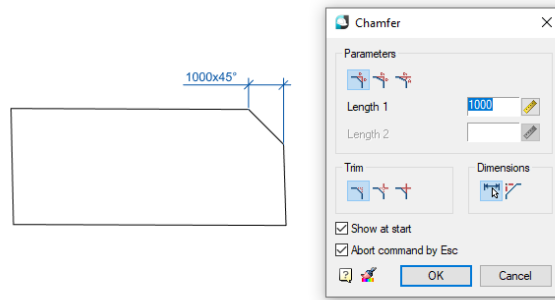 1000x45°
Chamfer
Parameters
Length 1
1000
Length 2
Trim
Dimensions
Show at start
Abort command by Esc
OK
Cancel